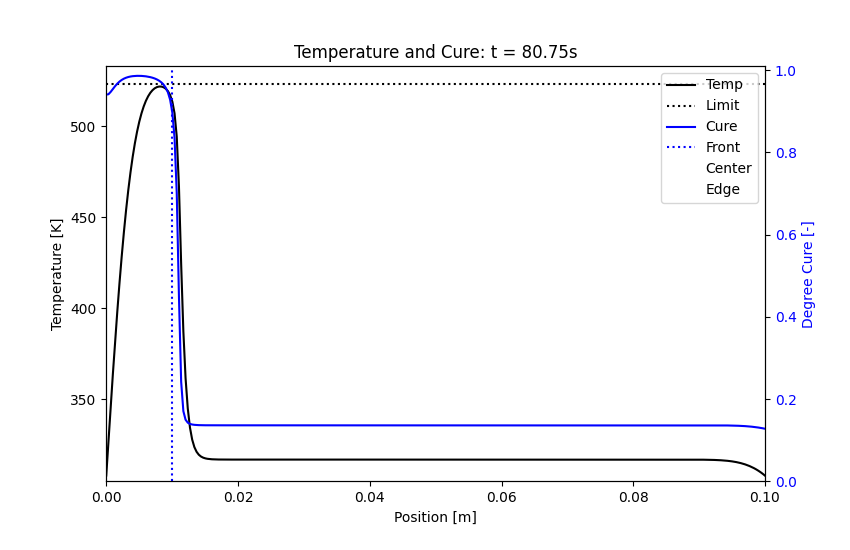 Temperature and Cure: t = 80.75s
Temp
Limit
Cure
Front
Center
Edge
500
450
400
350
Temperature [K]
1.0
0.8
0.6
0.4
0.2
0.0
Degree Cure [-]
0.00
0.02
0.04
0.06
0.08
0.10
Position [m]